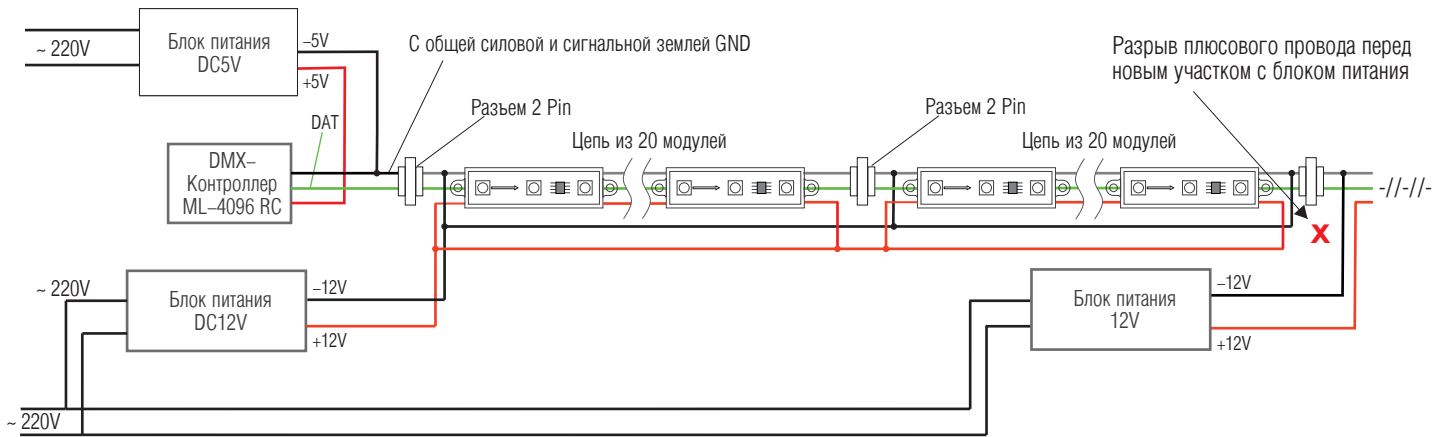 ~ 220V
Блок питания
DC5V
–5V
+5V
С общей силовой и сигнальной землей GND
Разъем 2 Pin
DAT
DMX–
Контроллер
ML–4096 RC
Цепь из 20 модулей
Разъем 2 Pin
Цепь из 20 модулей
Разрыв плюсового провода перед
новым участком с блоком питания
-//-//-
X
~ 220V
Блок питания
DC12V
–12V
+12V
Блок питания
12V
–12V
+12V
~ 220V